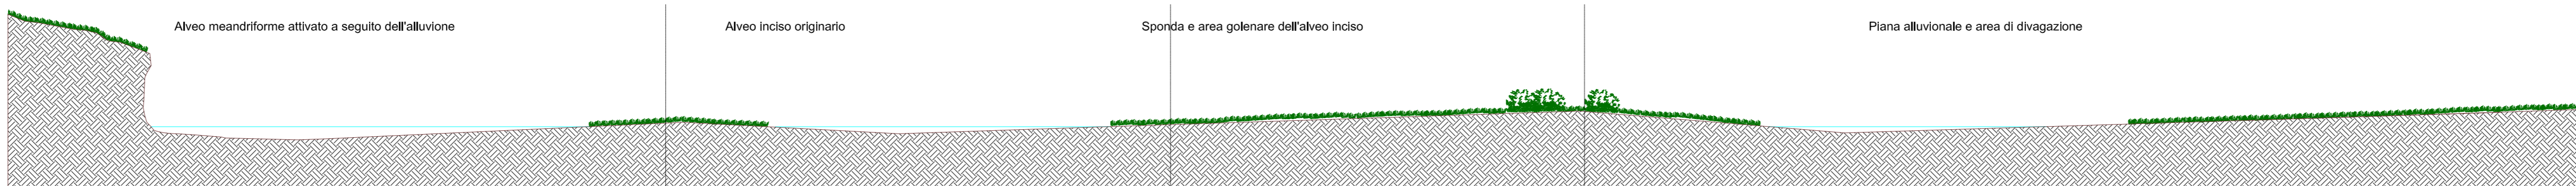 Alveo meandriforme attivato a seguito dell'alluvione
Alveo inciso originario
Sponda e area golenare dell'alveo inciso
Piana alluvionale e area di divagazione